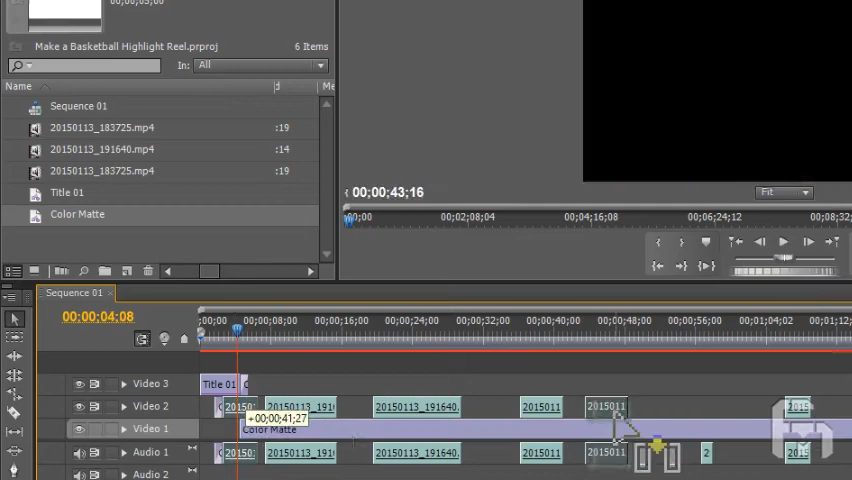 00;00;05;00
Make a Basketball Highlight Reel.prproj 6 Items
In: All
Name d Me
Sequence 01
20150113_183725.mp4 :19
20150113_191640.mp4 :14
20150113_183725.mp4 :19
Title 01
Color Matte
00;00;43;16 Fit
;00;00 00;02;08;04 00;04;16;08 00;06;24;12 00;08;32;
Sequence 01
00;00;04;08
;00;00 00;00;08;00 00;00;16;00 00;00;24;00 00;00;32;00 00;00;40;00 00;00;48;00 00;00;56;00 00;01;04;02 00;01;12;
Video 3 Title 01 C
Video 2 20150 20150113_191 20150113_191640. 2015011 2015011 2015
+00;00;41;27
Video 1 Color Matte
Audio 1 20150 20150113_191 20150113_191640. 2015011 2015011 2 2015
Audio 2